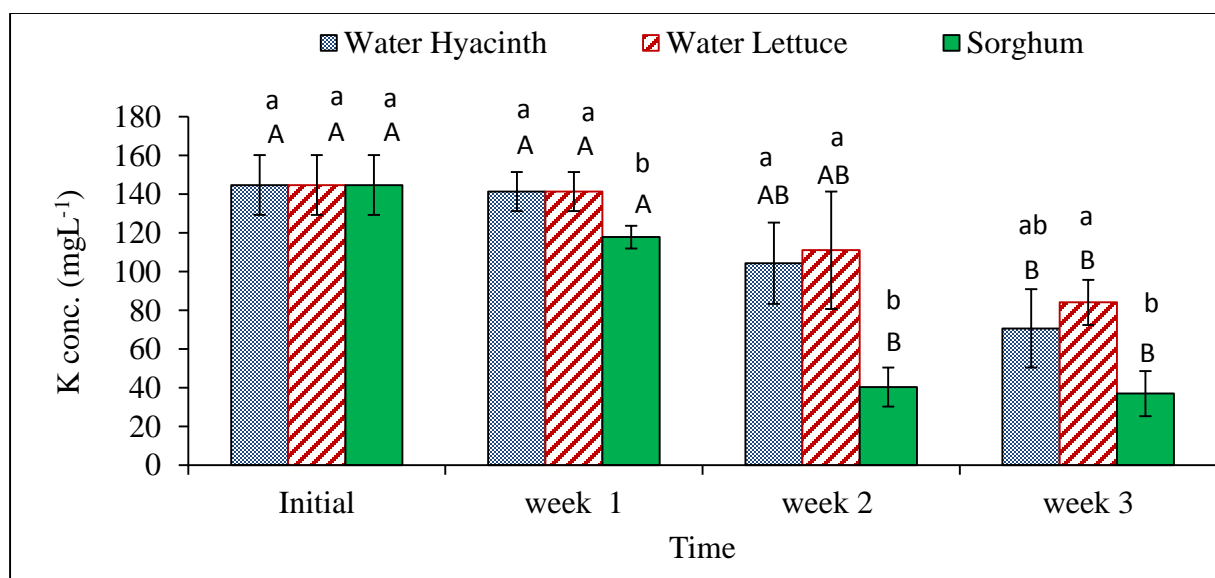 Water Hyacinth Water Lettuce Sorghum
K conc. (mgL-1)
180
160
140
120
100
80
60
40
20
0
a a a a a b a a b ab a b
A A A A A A AB AB B B B B
Initial week 1 week 2 week 3
Time